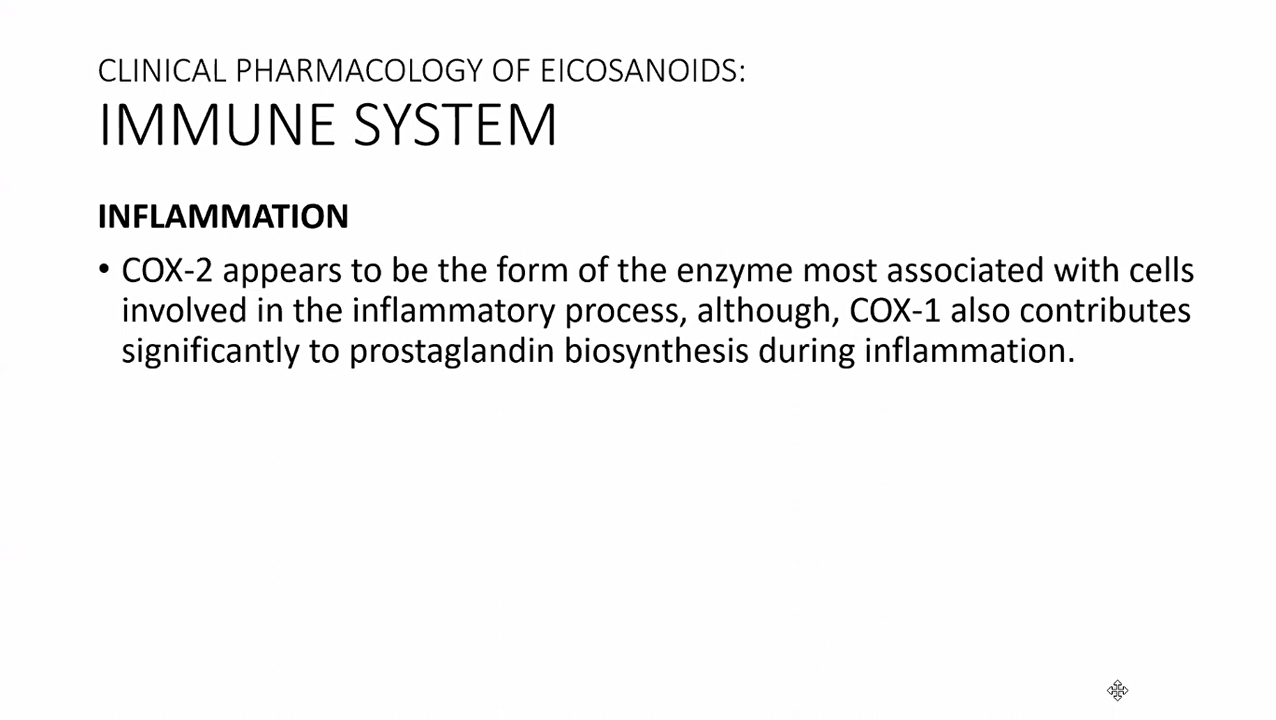 CLINICAL PHARMACOLOGY OF EICOSANOIDS:
IMMUNE SYSTEM
INFLAMMATION
• COX-2 appears to be the form of the enzyme most associated with cells
involved in the inflammatory process, although, COX-1 also contributes
significantly to prostaglandin biosynthesis during inflammation.